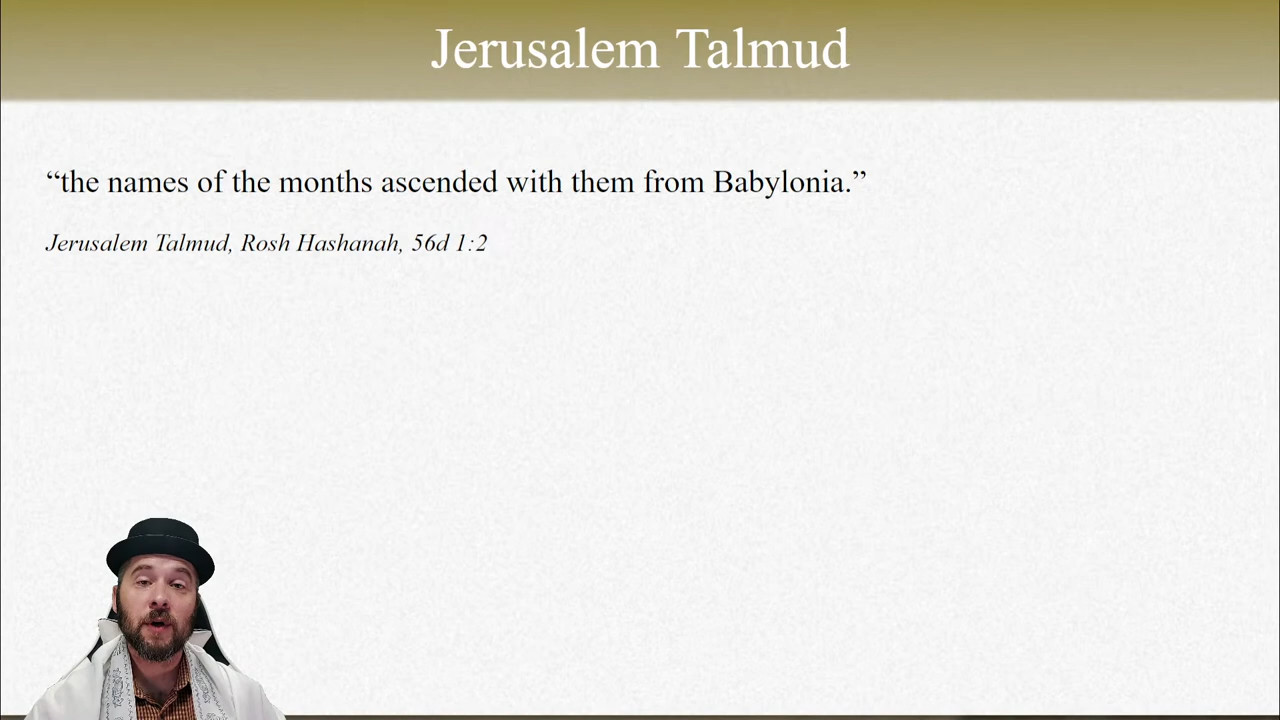 Jerusalem Talmud
“the names of the months ascended with them from Babylonia.”
Jerusalem Talmud, Rosh Hashanah, 56d 1:2